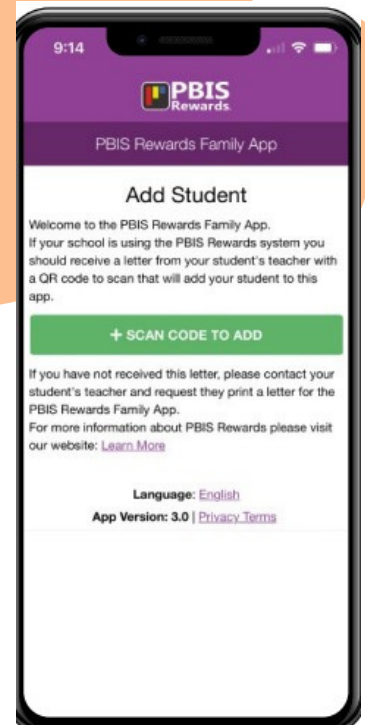 9:14
PBIS
Rewards
PBIS Rewards Family App
Add Student
Welcome to the PBIS Rewards Family App.
If your school is using the PBIS Rewards system you
should receive a letter from your student's teacher with
a QR code to scan that will add your student to this
app.
+ SCAN CODE TO ADD
If you have not received this letter, please contact your
student's teacher and request they print a letter for the
PBIS Rewards Family App.
For more information about PBIS Rewards please visit
our website: Learn More
Language: English
App Version: 3.0 | Privacy Terms